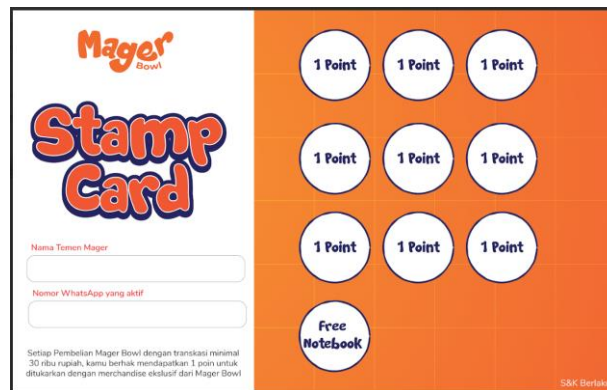 Mager
Bowl
Stamp
Card
Nama Temen Mager
Nomor WhatsApp yang aktif
Setiap Pembelian Mager Bowl dengan transkasi minimal
30 ribu rupiah, kamu berhak mendapatkan 1 poin untuk
ditukarkan dengan merchandise ekslusif dari Mager Bowl
1 Point 1 Point 1 Point
1 Point 1 Point 1 Point
1 Point 1 Point 1 Point
Free
Notebook
S&K Berlaku